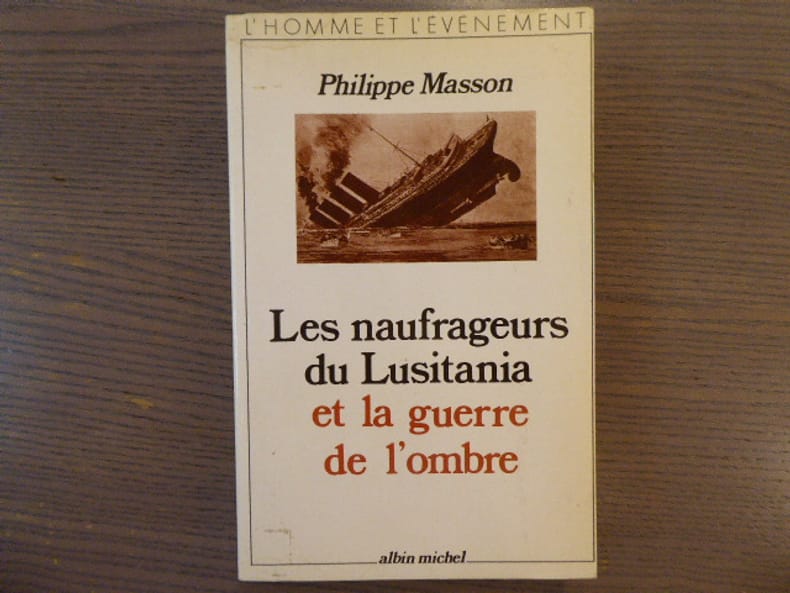 L'HOMME ET L'ÉVÉNEMENT
Philippe Masson
Les naufrageurs
du Lusitania
et la guerre
de l'ombre
albin michel